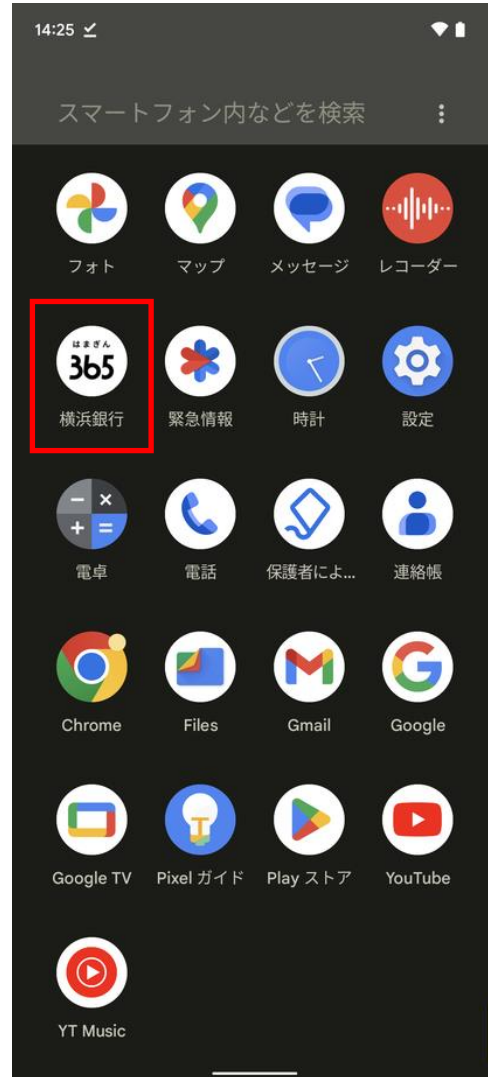 14:25
スマートフォン内などを検索
フォト
マップ
メッセージ
レコーダー
はまぎん
365
横浜銀行
緊急情報
時計
設定
電卓
電話
保護者によ...
連絡帳
Chrome
Files
Gmail
Google
Google TV
Pixel ガイド
Play ストア
YouTube
YT Music